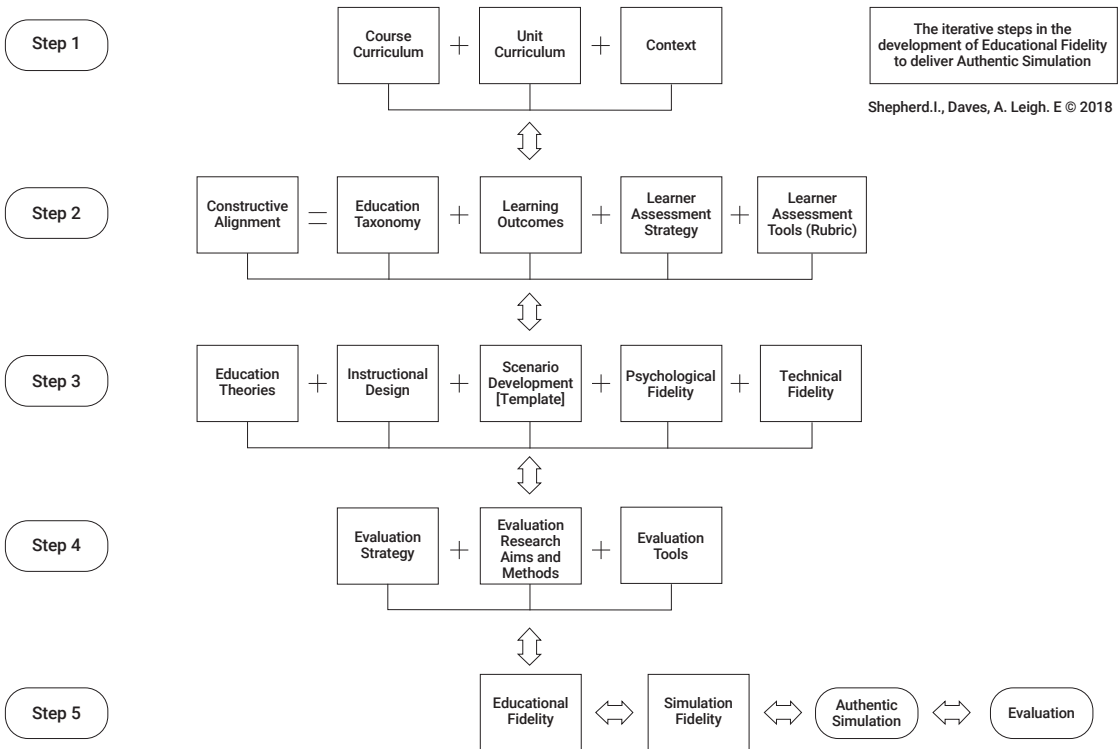 Step 1
Course
Curriculum
+
Unit
Curriculum
+
Context
The iterative steps in the
development of Educational Fidelity
to deliver Authentic Simulation
Shepherd.I., Daves, A. Leigh. E © 2018
Step 2
Constructive
Alignment
=
Education
Taxonomy
+
Learning
Outcomes
+
Learner
Assessment
Strategy
+
Learner
Assessment
Tools (Rubric)
Step 3
Education
Theories
+
Instructional
Design
+
Scenario
Development
[Template]
+
Psychological
Fidelity
+
Technical
Fidelity
Step 4
Evaluation
Strategy
+
Evaluation
Research
Aims and
Methods
+
Evaluation
Tools
Step 5
Educational
Fidelity
Simulation
Fidelity
Authentic
Simulation
Evaluation